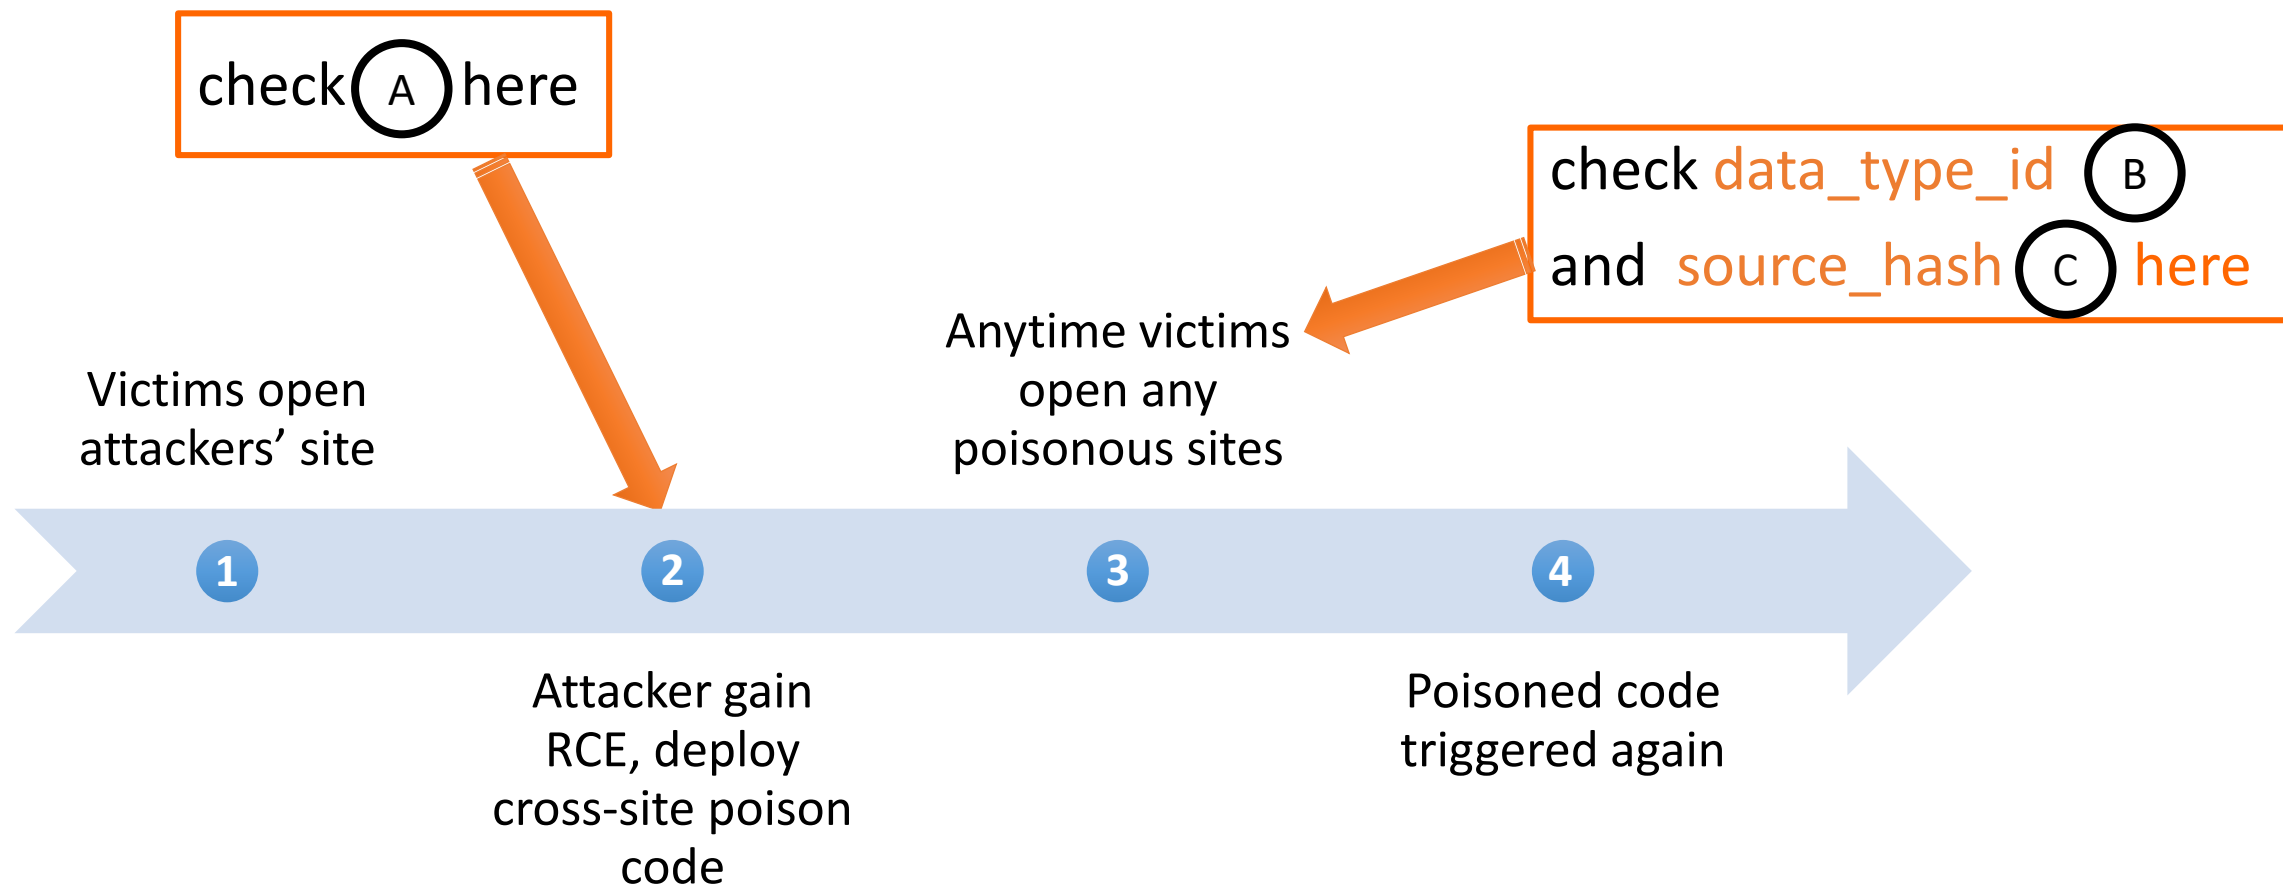 check A here
check data_type_id B
and source_hash C here
Victims open
attackers’ site
Anytime victims
open any
poisonous sites
1 2 3 4
Attacker gain
RCE, deploy
cross-site poison
code
Poisoned code
triggered again